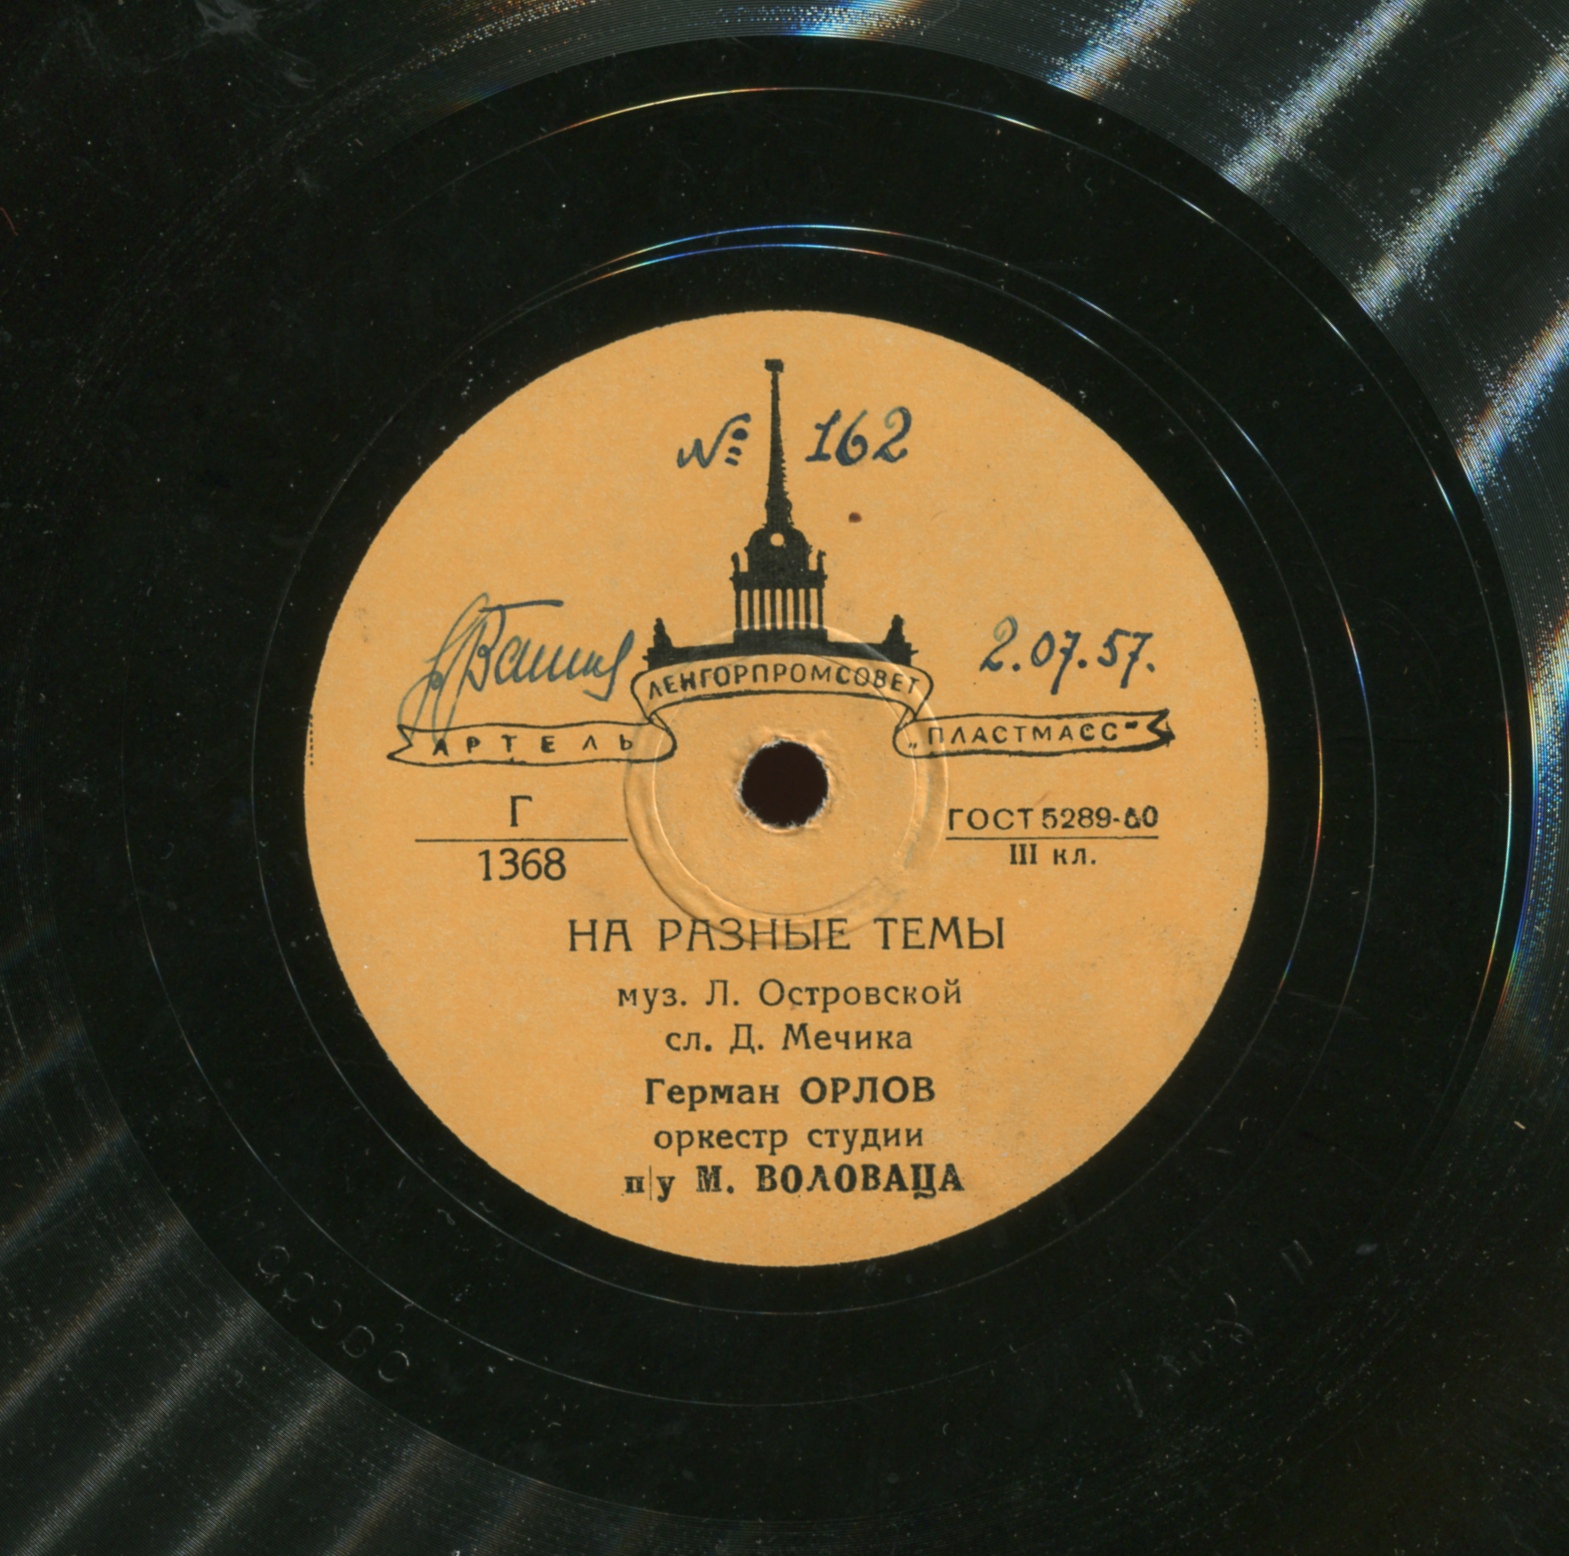 № 162
2.07.57.
ЛЕНГОРПРОМСОВЕТ
АРТЕЛЬ „ПЛАСТМАСС“
Г
1368
ГОСТ 5289-50
III кл.
НА РАЗНЫЕ ТЕМЫ
муз. Л. Островской
сл. Д. Мечика
Герман ОРЛОВ
оркестр студии
п/у М. ВОЛОВАЦА